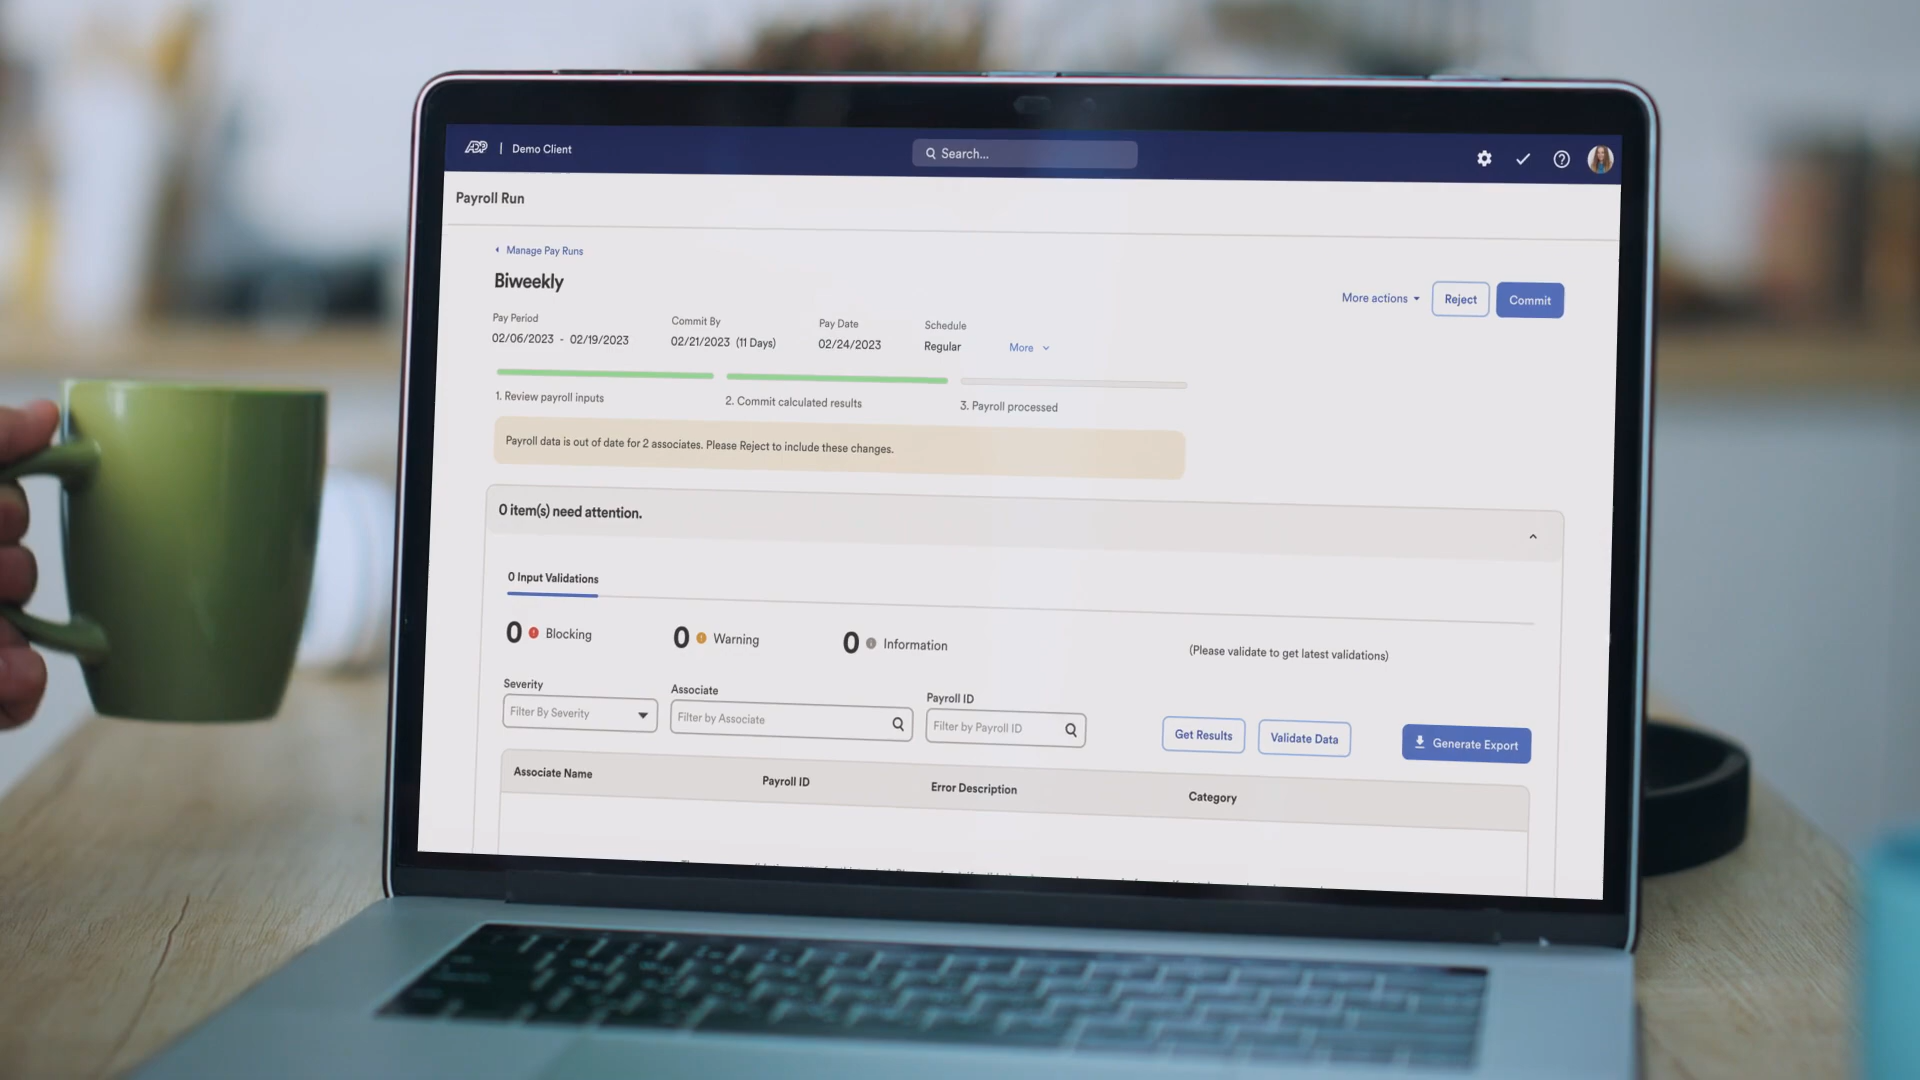 ADP | Demo Client
Search...
Payroll Run
Manage Pay Runs
Biweekly
More actions
Reject
Commit
Pay Period
Commit By
Pay Date
Schedule
02/06/2023 - 02/19/2023
02/21/2023 (11 Days)
02/24/2023
Regular
More
1. Review payroll inputs
2. Commit calculated results
3. Payroll processed
Payroll data is out of date for 2 associates. Please Reject to include these changes.
0 item(s) need attention.
0 Input Validations
0 Blocking
0 Warning
0 Information
(Please validate to get latest validations)
Severity
Associate
Payroll ID
Filter By Severity
Filter by Associate
Filter by Payroll ID
Get Results
Validate Data
Generate Export
Associate Name
Payroll ID
Error Description
Category